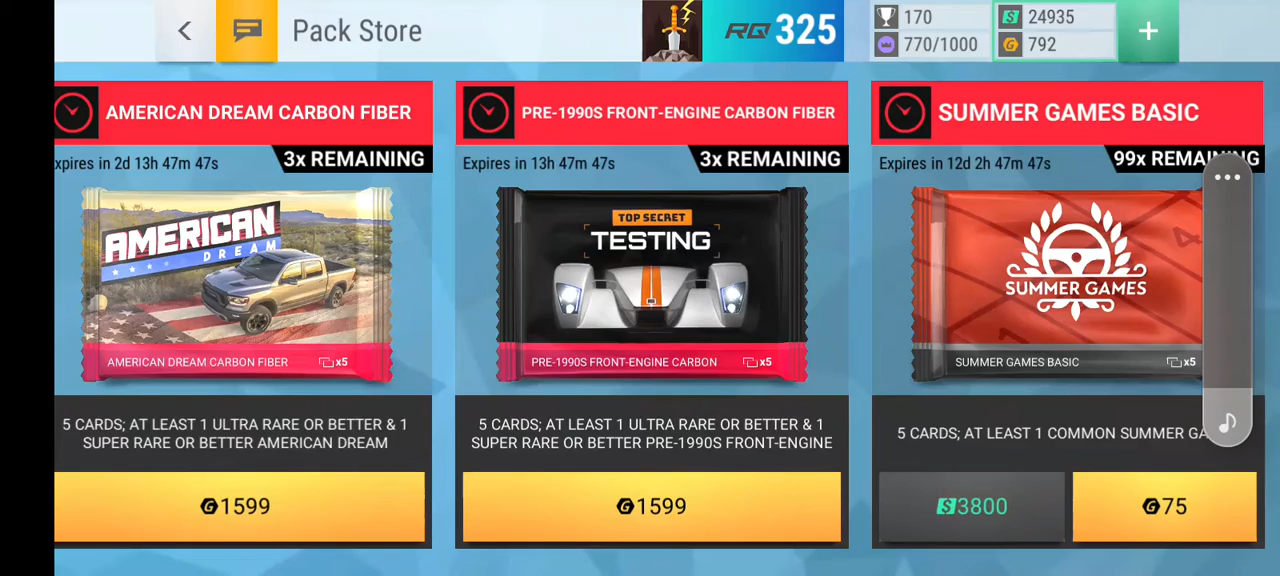 Pack Store
RQ 325
170
770/1000
24935
792
AMERICAN DREAM CARBON FIBER
xpires in 2d 13h 47m 47s
3x REMAINING
AMERICAN
DREAM
AMERICAN DREAM CARBON FIBER
x5
5 CARDS; AT LEAST 1 ULTRA RARE OR BETTER & 1
SUPER RARE OR BETTER AMERICAN DREAM
1599
PRE-1990S FRONT-ENGINE CARBON FIBER
Expires in 13h 47m 47s
3x REMAINING
TOP SECRET
TESTING
PRE-1990S FRONT-ENGINE CARBON
x5
5 CARDS; AT LEAST 1 ULTRA RARE OR BETTER & 1
SUPER RARE OR BETTER PRE-1990S FRONT-ENGINE
1599
SUMMER GAMES BASIC
Expires in 12d 2h 47m 47s
99x REMAINING
4
1
SUMMER GAMES
SUMMER GAMES BASIC
x5
5 CARDS; AT LEAST 1 COMMON SUMMER GA
3800
75